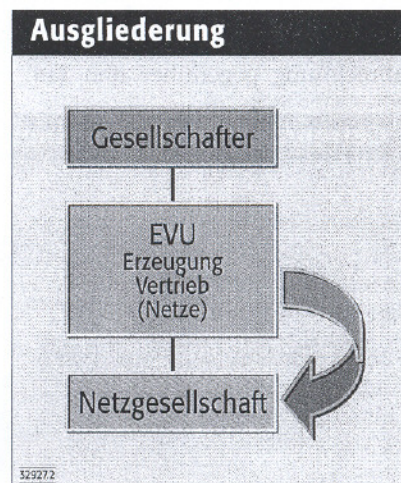 Ausgliederung
Gesellschafter
EVU
Erzeugung
Vertrieb
(Netze)
Netzgesellschaft
32927.2